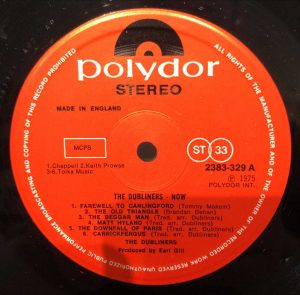 ALL RIGHTS OF THE MANUFACTURER AND OF THE OWNER OF THE RECORDED WORK RESERVED UNAUTHORISED PUBLIC PERFORMANCE BROADCASTING AND COPYING OF THIS RECORD PROHIBITED
polydor
STEREO
MADE IN ENGLAND
MCPS
ST 33
1.Chappell 2.Keith Prowse
3-6.Tolka Music
2383-329 A
℗ 1975
POLYDOR INT.
THE DUBLINERS - NOW
1. FAREWELL TO CARLINGFORD (Tommy Makem)
2. THE OLD TRIANGLE (Brendan Behan)
3. THE BEGGAR MAN (Trad. arr. Dubliners)
4. MATT HYLAND (Trad. arr. Dubliners)
5. THE DOWNFALL OF PARIS (Trad. arr. Dubliners)
6. CARRICKFERGUS (Trad. arr. Dubliners)
THE DUBLINERS
Produced by Earl Gill